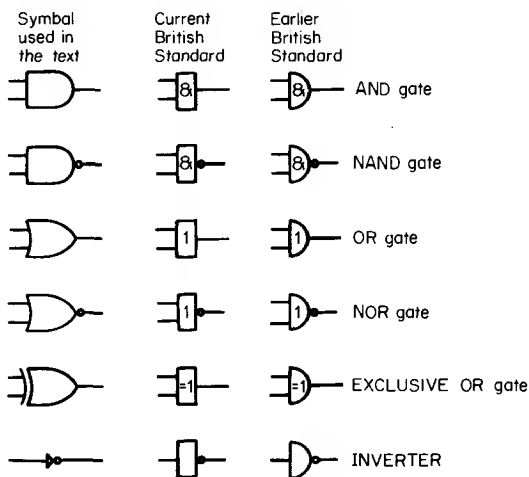 Symbol
used in
the text
Current
British
Standard
Earlier
British
Standard
& & AND gate
& & NAND gate
1 1 OR gate
1 1 NOR gate
=1 =1 EXCLUSIVE OR gate
INVERTER